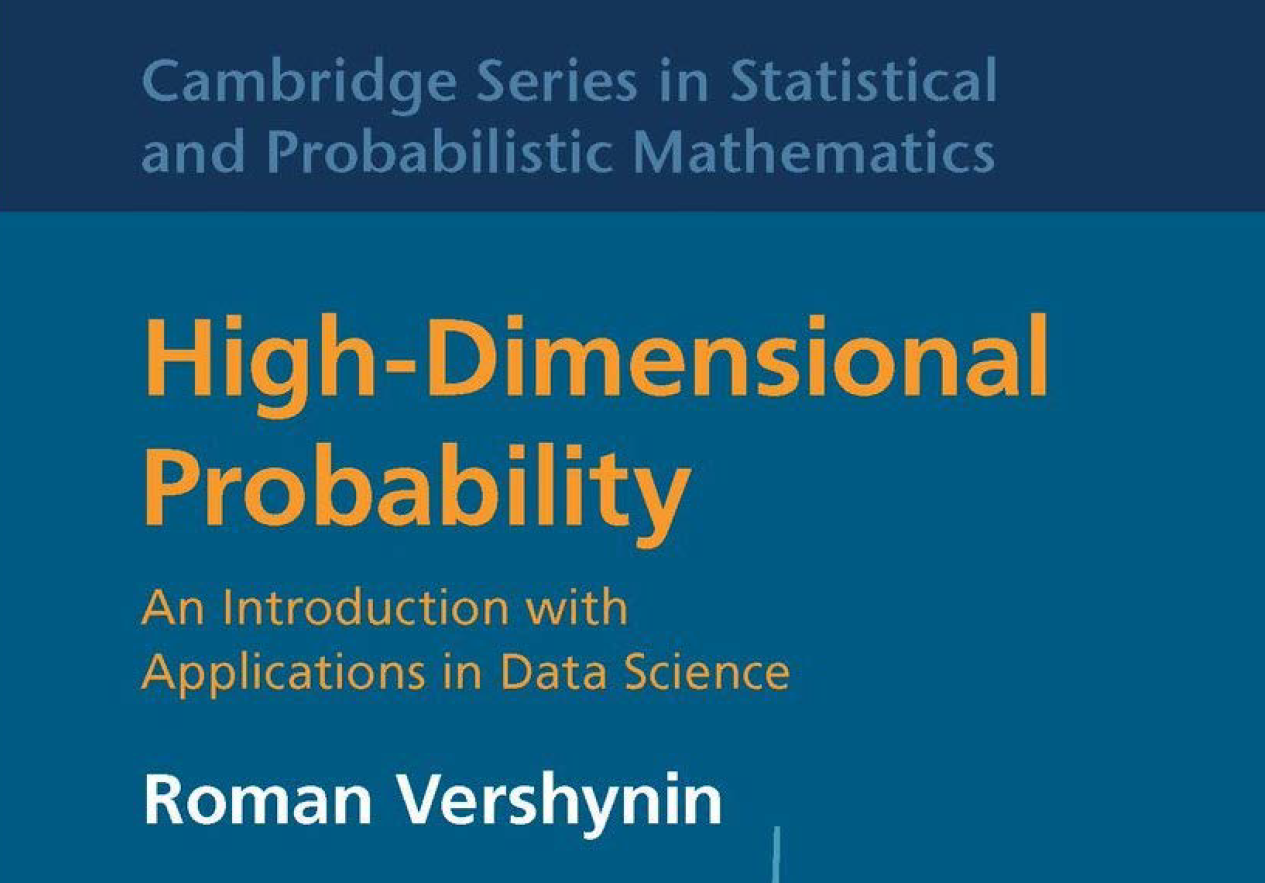 Cambridge Series in Statistical
and Probabilistic Mathematics
High-Dimensional
Probability
An Introduction with
Applications in Data Science
Roman Vershynin